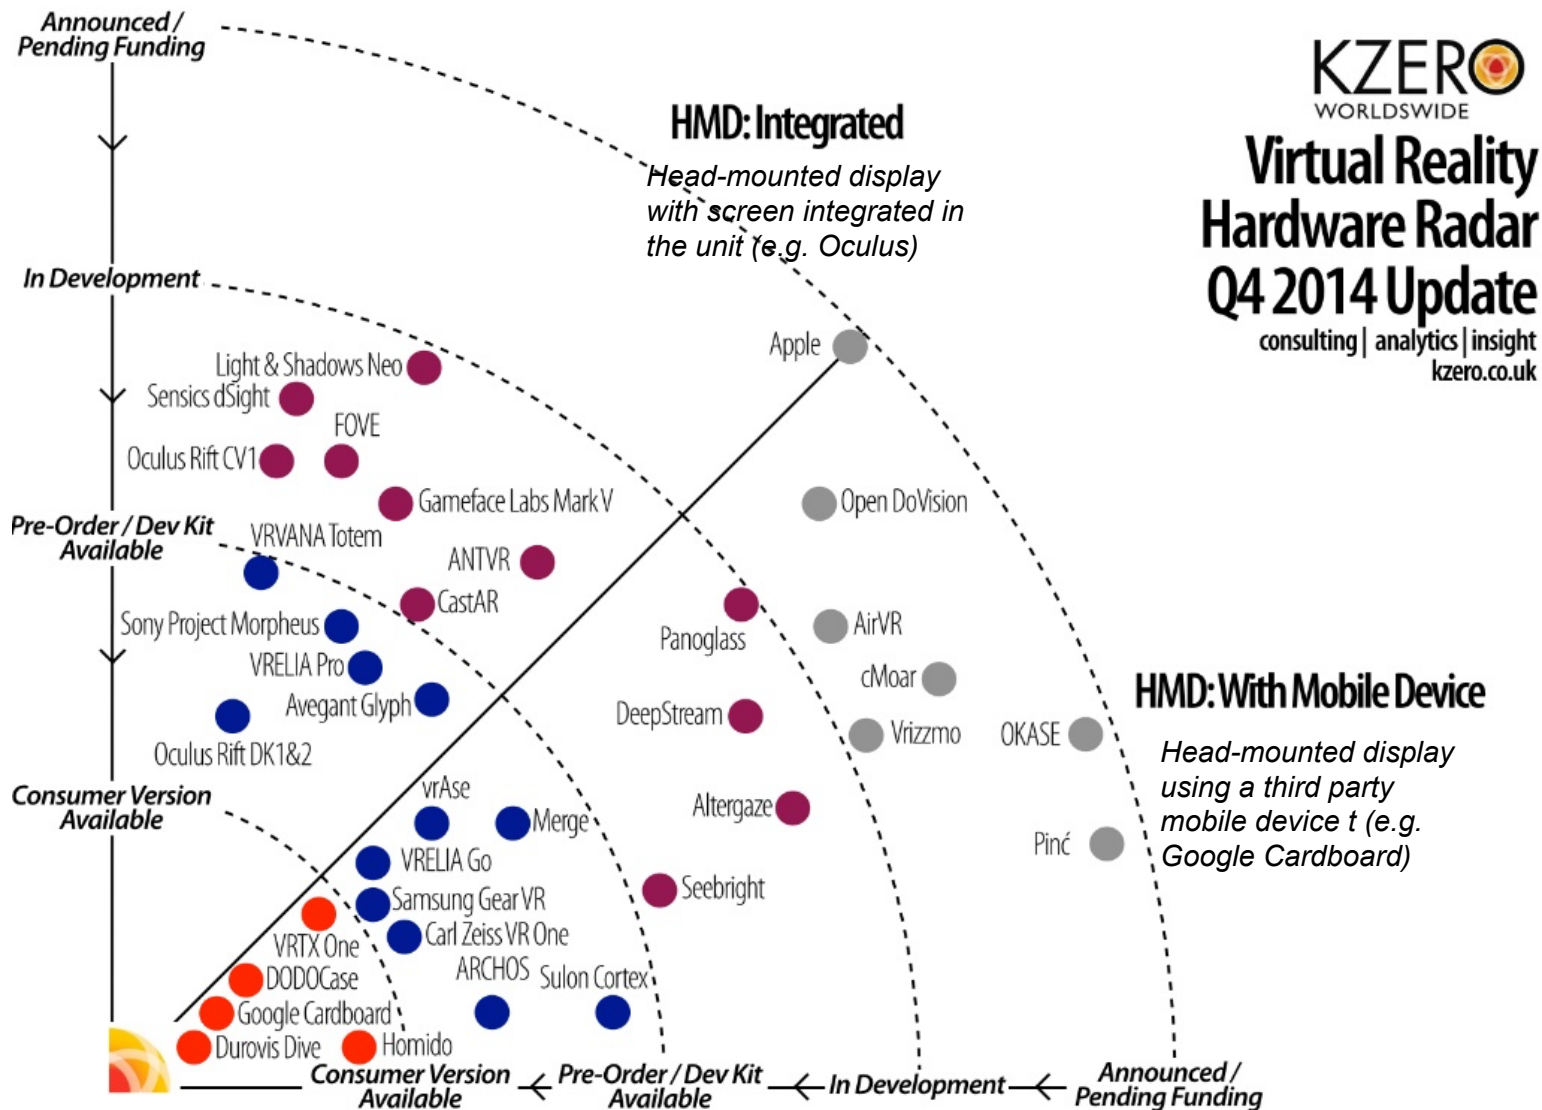 Announced /
Pending Funding
KZERO
WORLDSWIDE
Virtual Reality
Hardware Radar
Q4 2014 Update
consulting| analytics|insight
kzero.co.uk
HMD: Integrated
Head-mounted display
with screen integrated in
the unit (e.g. Oculus)
In Development
Apple
Light & Shadows Neo
Sensics dSight
FOVE
Oculus Rift CV1
Gameface Labs Mark V
Open DoVision
Pre-Order / Dev Kit
Available
VRVANA Totem
ANTVR
CastAR
Sony Project Morpheus
Panoglass
AirVR
VRELIA Pro
cMoar
Avegant Glyph
DeepStream
Vrizzmo
OKASE
HMD: With Mobile Device
Head-mounted display
using a third party
mobile device t (e.g.
Google Cardboard)
Oculus Rift DK1&2
Consumer Version
Available
vrAse
Merge
Altergaze
Pinć
VRELIA Go
Seebright
Samsung Gear VR
Carl Zeiss VR One
VRTX One
ARCHOS
Sulon Cortex
DODOCase
Google Cardboard
Durovis Dive
Homido
Consumer Version
Available
Pre-Order / Dev Kit
Available
In Development
Announced /
Pending Funding